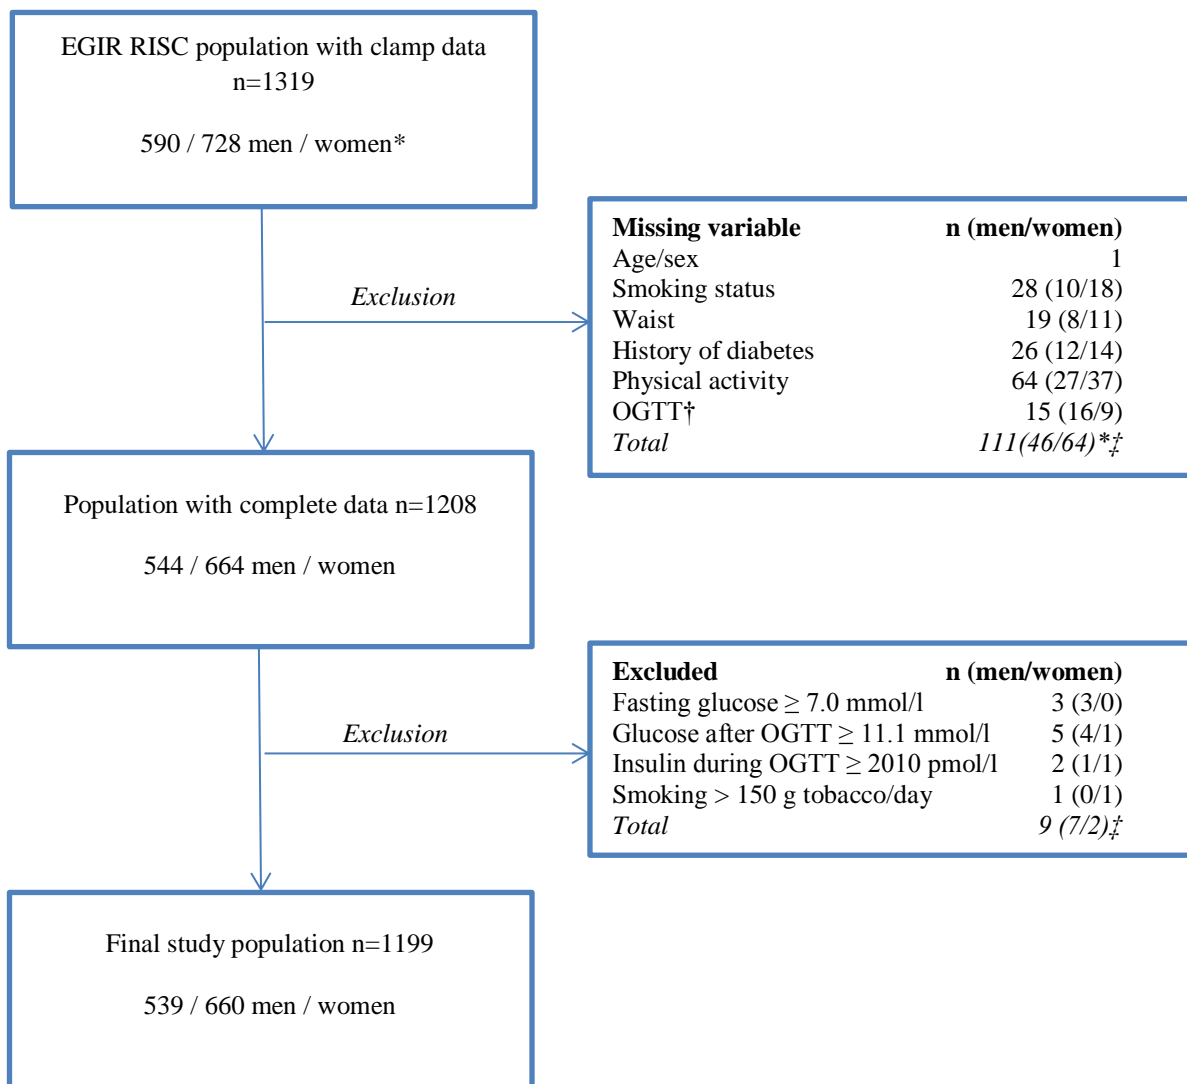 EGIR RISC population with clamp data
n=1319
590 / 728 men / women*
Exclusion
Missing variable n (men/women)
Age/sex 1
Smoking status 28 (10/18)
Waist 19 (8/11)
History of diabetes 26 (12/14)
Physical activity 64 (27/37)
OGTT† 15 (16/9)
Total 111(46/64)*‡
Population with complete data n=1208
544 / 664 men / women
Exclusion
Excluded n (men/women)
Fasting glucose ≥ 7.0 mmol/l 3 (3/0)
Glucose after OGTT ≥ 11.1 mmol/l 5 (4/1)
Insulin during OGTT ≥ 2010 pmol/l 2 (1/1)
Smoking > 150 g tobacco/day 1 (0/1)
Total 9 (7/2)‡
Final study population n=1199
539 / 660 men / women